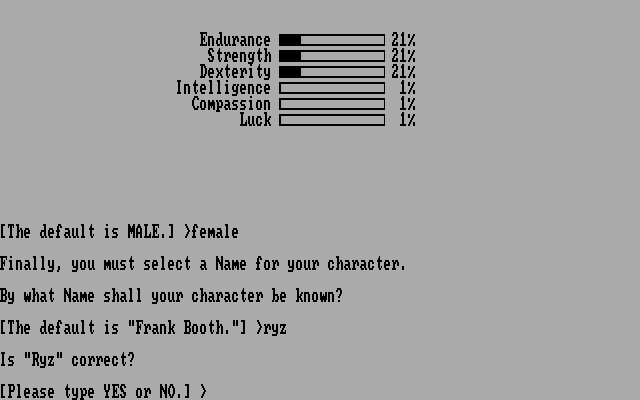 Endurance 21%
Strength 21%
Dexterity 21%
Intelligence 1%
Compassion 1%
Luck 1%
[The default is MALE.] >female
Finally, you must select a Name for your character.
By what Name shall your character be known?
[The default is "Frank Booth."] >ryz
Is "Ryz" correct?
[Please type YES or NO.] >